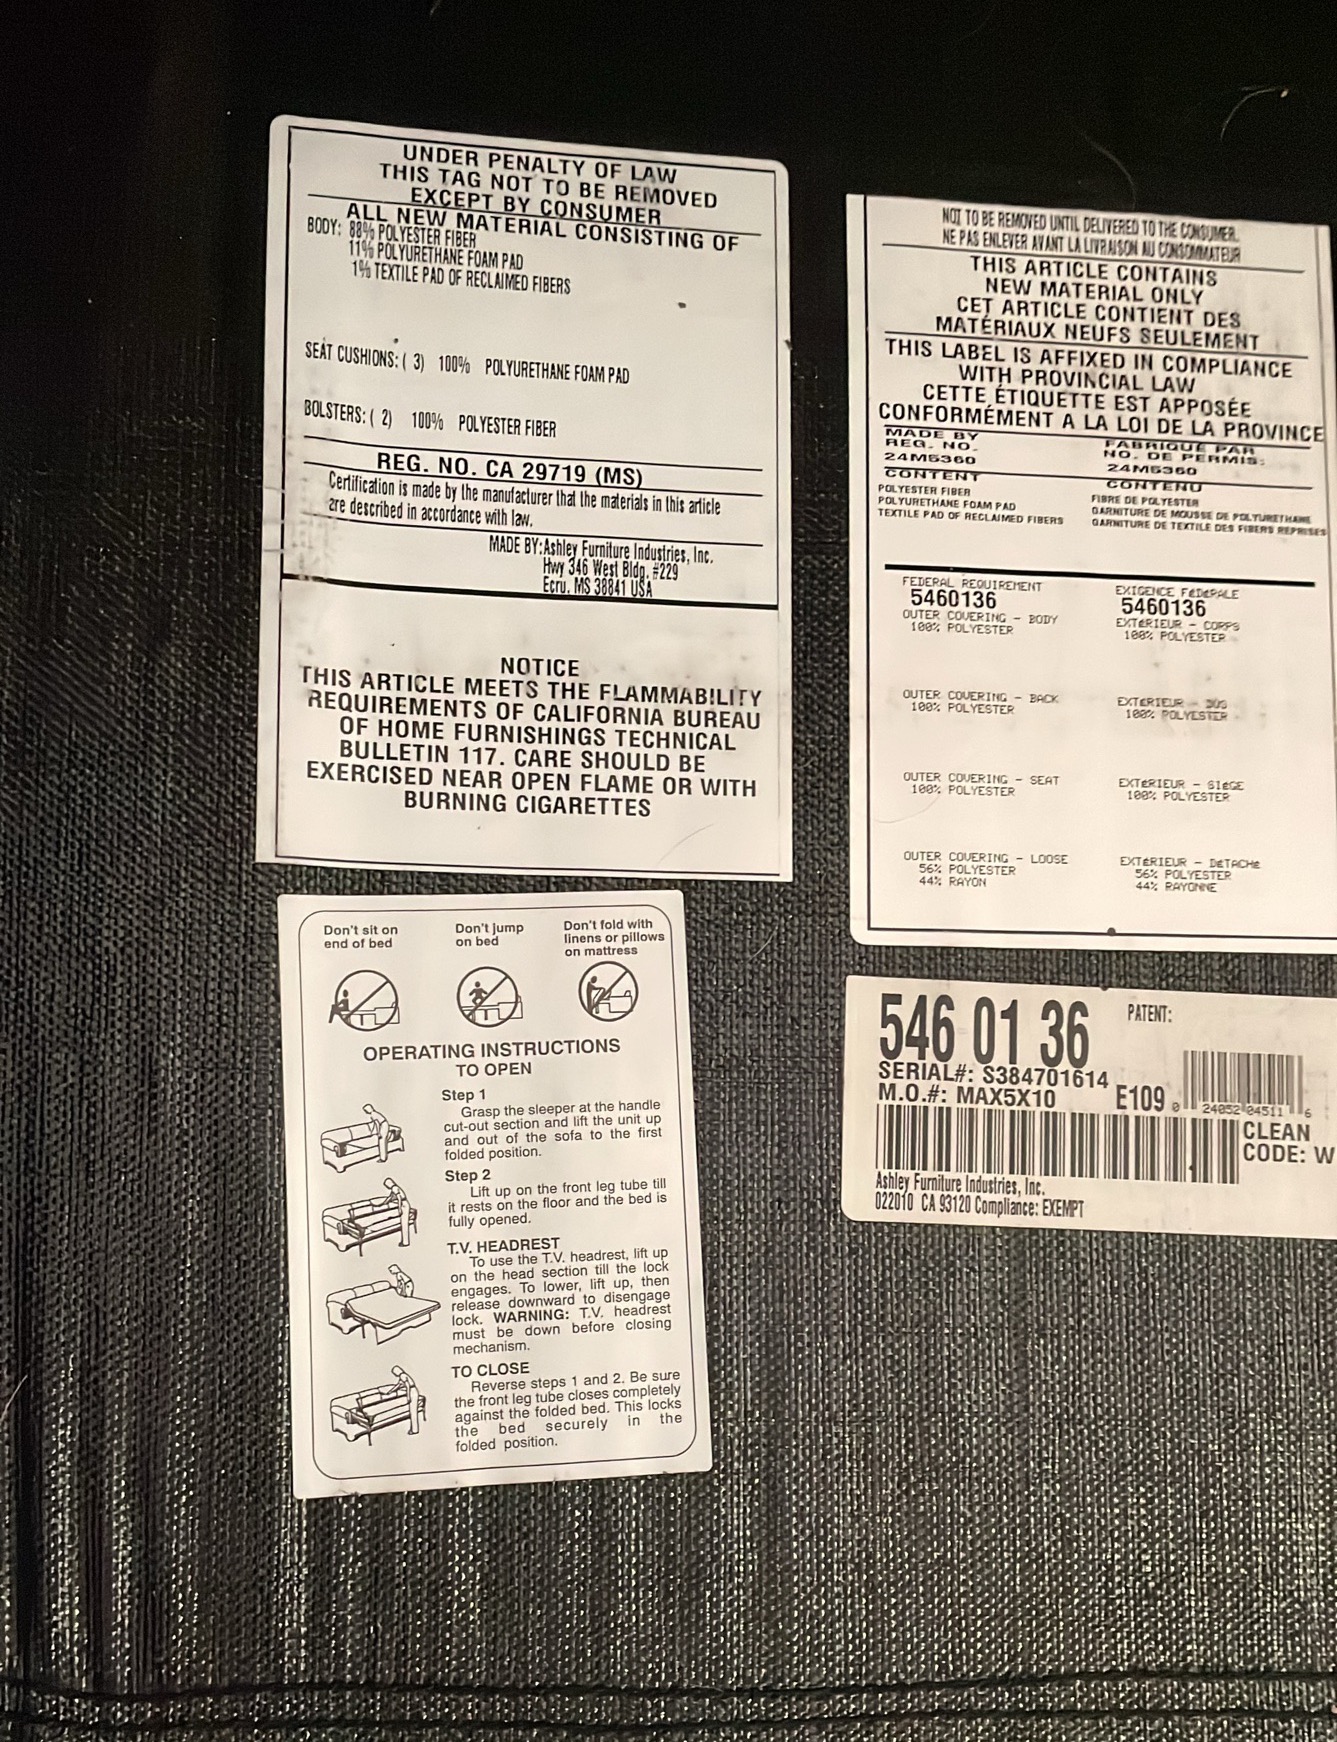 UNDER PENALTY OF LAW
THIS TAG NOT TO BE REMOVED
EXCEPT BY CONSUMER
ALL NEW MATERIAL CONSISTING OF
BODY: 88% POLYESTER FIBER
11% POLYURETHANE FOAM PAD
1% TEXTILE PAD OF RECLAIMED FIBERS
SEAT CUSHIONS: ( 3) 100% POLYURETHANE FOAM PAD
BOLSTERS: ( 2) 100% POLYESTER FIBER
REG. NO. CA 29719 (MS)
Certification is made by the manufacturer that the materials in this article
are described in accordance with law.
MADE BY:Ashley Furniture Industries, Inc.
Hwy 346 West Bldg. #229
Ecru, MS 38841 USA
NOTICE
THIS ARTICLE MEETS THE FLAMMABILITY
REQUIREMENTS OF CALIFORNIA BUREAU
OF HOME FURNISHINGS TECHNICAL
BULLETIN 117. CARE SHOULD BE
EXERCISED NEAR OPEN FLAME OR WITH
BURNING CIGARETTES
NOT TO BE REMOVED UNTIL DELIVERED TO THE CONSUMER.
NE PAS ENLEVER AVANT LA LIVRAISON AU CONSOMMATEUR
THIS ARTICLE CONTAINS
NEW MATERIAL ONLY
CET ARTICLE CONTIENT DES
MATÉRIAUX NEUFS SEULEMENT
THIS LABEL IS AFFIXED IN COMPLIANCE
WITH PROVINCIAL LAW
CETTE ÉTIQUETTE EST APPOSÉE
CONFORMÉMENT A LA LOI DE LA PROVINCE
MADE BY FABRIQUÉ PAR
REG. NO. NO. DE PERMIS:
24M5360 24M5360
CONTENT CONTENU
POLYESTER FIBER FIBRE DE POLYESTER
POLYURETHANE FOAM PAD GARNITURE DE MOUSSE DE POLYURETHANE
TEXTILE PAD OF RECLAIMED FIBERS GARNITURE DE TEXTILE DES FIBERS REPRISES
FEDERAL REQUIREMENT EXIGENCE FéDéRALE
5460136 5460136
OUTER COVERING - BODY EXTéRIEUR - CORPS
100% POLYESTER 100% POLYESTER
OUTER COVERING - BACK EXTéRIEUR - DOS
100% POLYESTER 100% POLYESTER
OUTER COVERING - SEAT EXTéRIEUR - SIèGE
100% POLYESTER 100% POLYESTER
OUTER COVERING - LOOSE EXTéRIEUR - DéTACHé
56% POLYESTER 56% POLYESTER
44% RAYON 44% RAYONNE
Don't sit on
end of bed
Don't jump
on bed
Don't fold with
linens or pillows
on mattress
OPERATING INSTRUCTIONS
TO OPEN
Step 1
Grasp the sleeper at the handle
cut-out section and lift the unit up
and out of the sofa to the first
folded position.
Step 2
Lift up on the front leg tube till
it rests on the floor and the bed is
fully opened.
T.V. HEADREST
To use the T.V. headrest, lift up
on the head section till the lock
engages. To lower, lift up, then
release downward to disengage
lock. WARNING: T.V. headrest
must be down before closing
mechanism.
TO CLOSE
Reverse steps 1 and 2. Be sure
the front leg tube closes completely
against the folded bed. This locks
the bed securely in the
folded position.
546 01 36 PATENT:
SERIAL#: S384701614
M.O.#: MAX5X10 E109
0 24052 04511 6
CLEAN
CODE: W
Ashley Furniture Industries, Inc.
022010 CA 93120 Compliance: EXEMPT